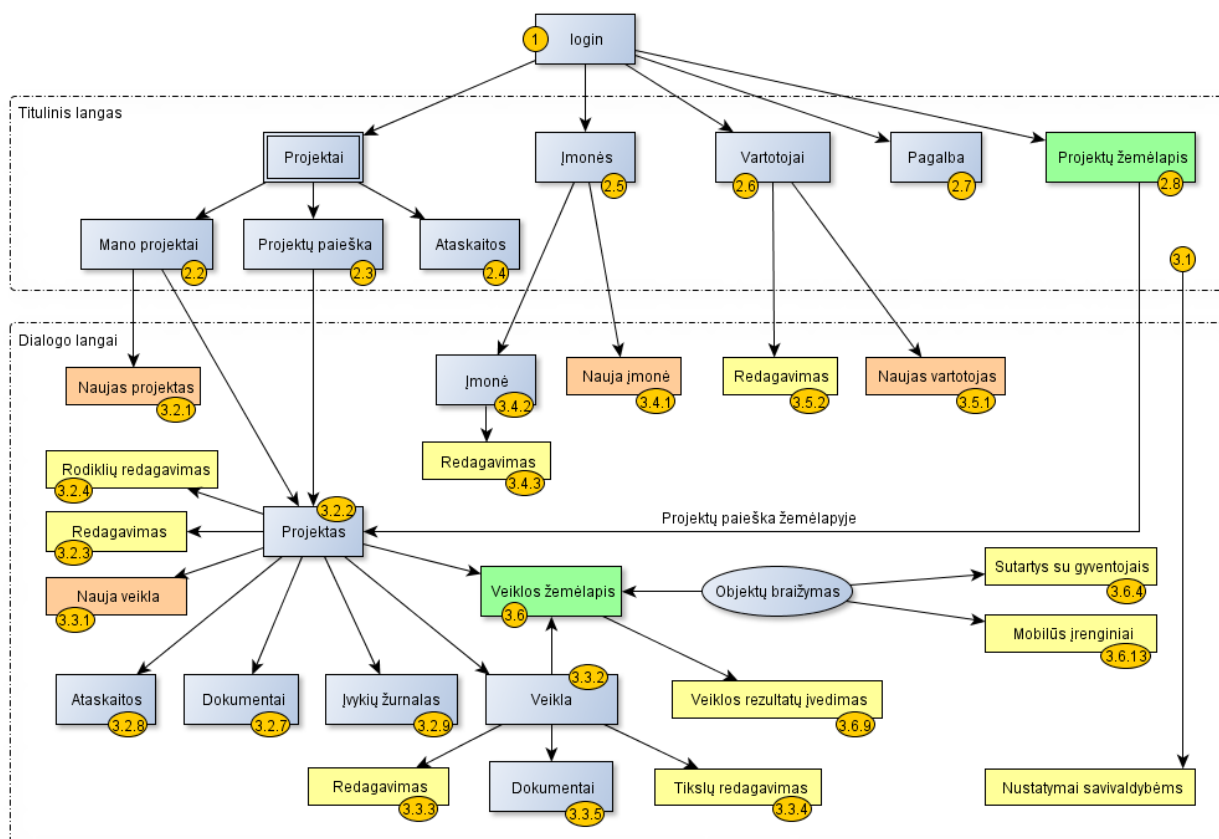 1
login
Titulinis langas
Projektai
Įmonės
2.5
Vartotojai
2.6
Pagalba
2.7
Projektų žemėlapis
2.8
Mano projektai
2.2
Projektų paieška
2.3
Ataskaitos
2.4
3.1
Dialogo langai
Naujas projektas
3.2.1
Įmonė
3.4.2
Nauja įmonė
3.4.1
Redagavimas
3.5.2
Naujas vartotojas
3.5.1
Redagavimas
3.4.3
Rodiklių redagavimas
3.2.4
Redagavimas
3.2.3
3.2.2
Projektas
Projektų paieška žemėlapyje
Nauja veikla
3.3.1
Veiklos žemėlapis
3.6
Objektų braižymas
Sutartys su gyventojais
3.6.4
Mobilūs įrenginiai
3.6.13
Ataskaitos
3.2.8
Dokumentai
3.2.7
Įvykių žurnalas
3.2.9
3.3.2
Veikla
Veiklos rezultatų įvedimas
3.6.9
Redagavimas
3.3.3
Dokumentai
3.3.5
Tikslų redagavimas
3.3.4
Nustatymai savivaldybėms